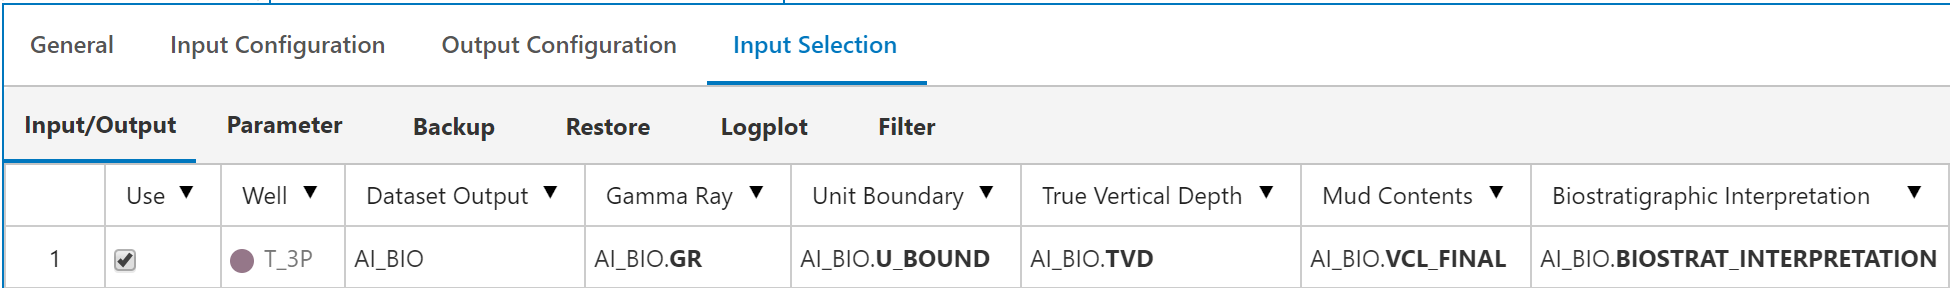 General Input Configuration Output Configuration Input Selection
Input/Output Parameter Backup Restore Logplot Filter
Use ▼ Well ▼ Dataset Output ▼ Gamma Ray ▼ Unit Boundary ▼ True Vertical Depth ▼ Mud Contents ▼ Biostratigraphic Interpretation ▼
1 T_3P AI_BIO AI_BIO.GR AI_BIO.U_BOUND AI_BIO.TVD AI_BIO.VCL_FINAL AI_BIO.BIOSTRAT_INTERPRETATION